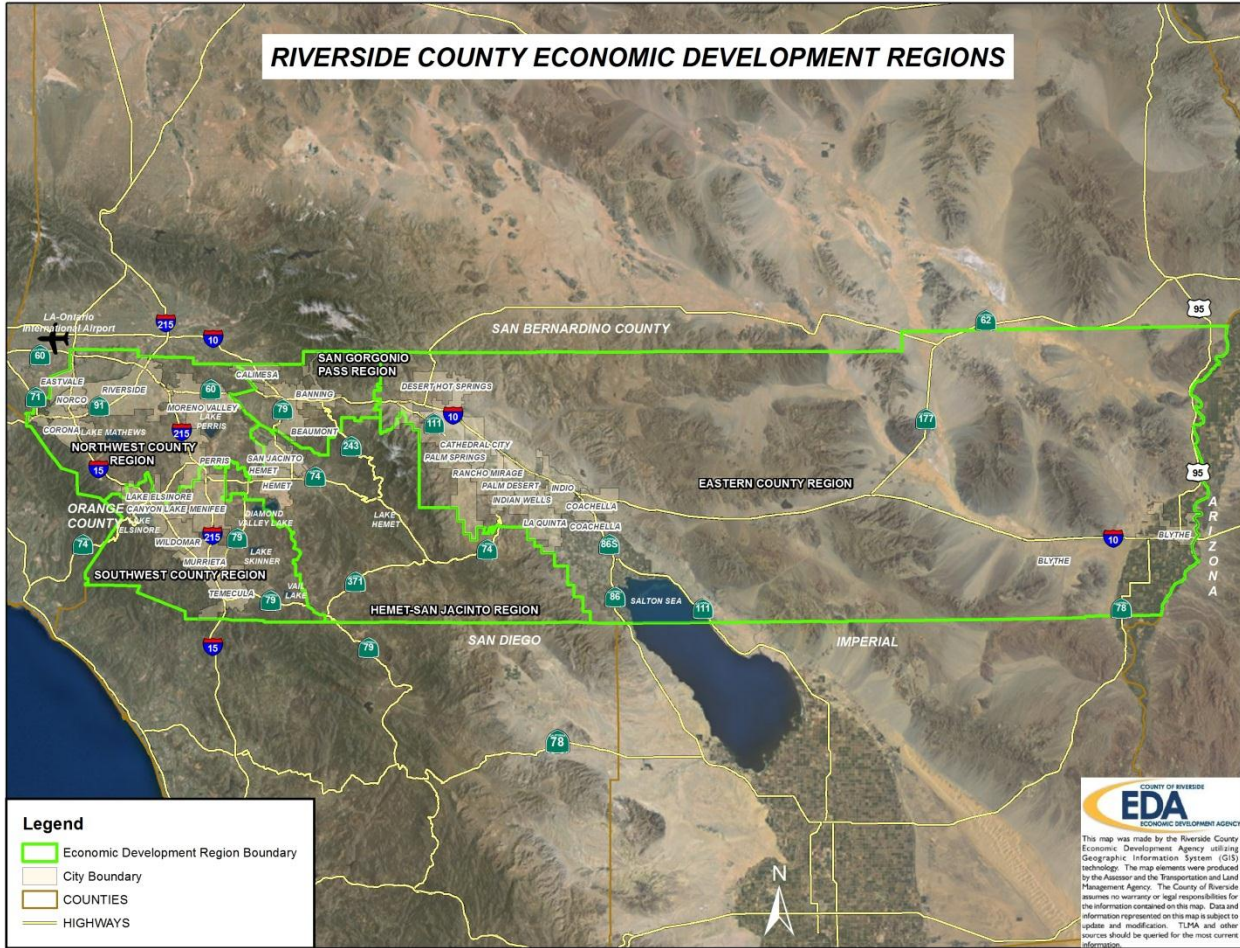 RIVERSIDE COUNTY ECONOMIC DEVELOPMENT REGIONS
LA-Ontario
International Airport
215
10
60
SAN BERNARDINO COUNTY
62
95
SAN GORGONIO
PASS REGION
CALIMESA
EASTVALE
71
NORCO
RIVERSIDE
91
60
79
BANNING
DESERT HOT SPRINGS
10
111
177
MORENO VALLEY
LAKE
PERRIS
CORONA
LAKE MATHEWS
215
BEAUMONT
243
CATHEDRAL CITY
PALM SPRINGS
NORTHWEST COUNTY
REGION
15
PERRIS
SAN JACINTO
HEMET
74
HEMET
RANCHO MIRAGE
PALM DESERT
INDIO
INDIAN WELLS
COACHELLA
EASTERN COUNTY REGION
95
ARIZONA
LAKE ELSINORE
CANYON LAKE
MENIFEE
ORANGE
COUNTY
LAKE
ELSINORE
DIAMOND
VALLEY LAKE
LAKE
HEMET
LA QUINTA
COACHELLA
74
WILDOMAR
215
79
LAKE
SKINNER
74
86S
10
BLYTHE
BLYTHE
MURRIETA
SOUTHWEST COUNTY REGION
TEMECULA
79
VAIL
LAKE
371
86
SALTON SEA
111
78
HEMET-SAN JACINTO REGION
15
79
SAN DIEGO
IMPERIAL
78
Legend
Economic Development Region Boundary
City Boundary
COUNTIES
HIGHWAYS
N
COUNTY OF RIVERSIDE
EDA
ECONOMIC DEVELOPMENT AGENCY
This map was made by the Riverside County
Economic Development Agency utilizing
Geographic Information System (GIS)
technology. The map elements were produced
by the Assessor and the Transportation and Land
Management Agency. The County of Riverside
assumes no warranty or legal responsibilities for
the information contained on this map. Data and
information represented on this map is subject to
update and modification. TLMA and other
sources should be queried for the most current
information.